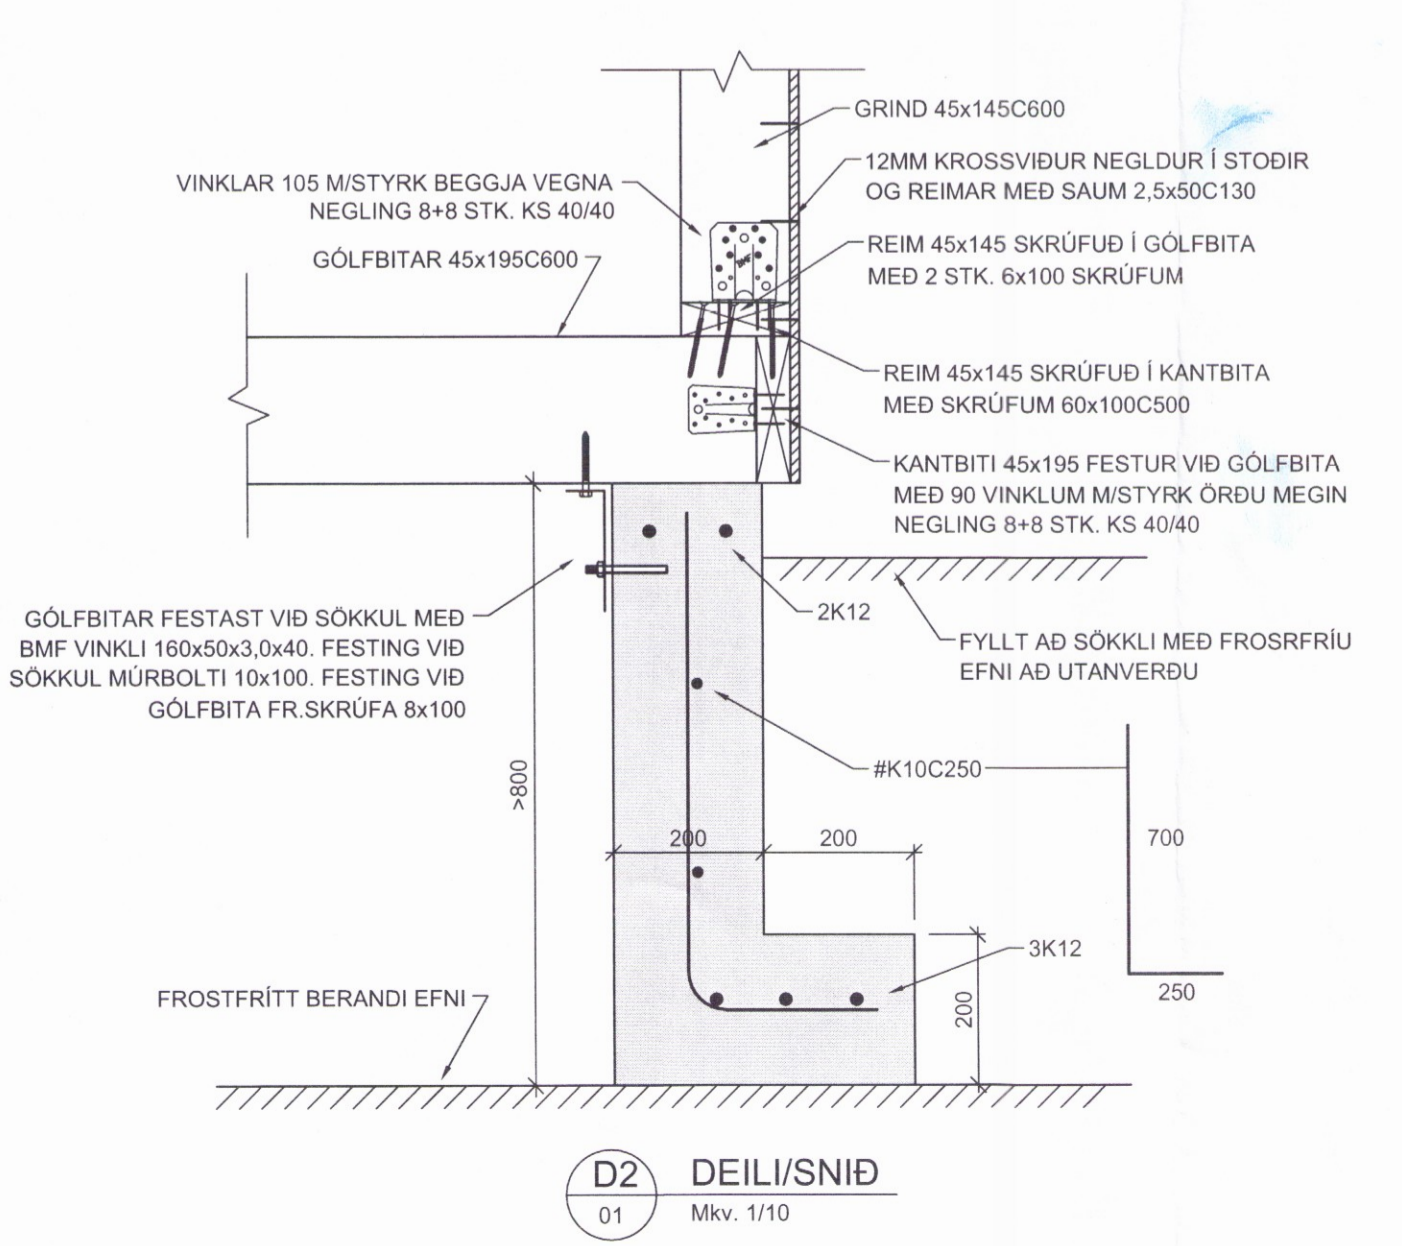 GRIND 45x145C600
12MM KROSSVIÐUR NEGLDUR Í STOÐIR
OG REIMAR MEÐ SAUM 2,5x50C130
VINKLAR 105 M/STYRK BEGGJA VEGNA
NEGLING 8+8 STK. KS 40/40
GÓLFBITAR 45x195C600
REIM 45x145 SKRÚFUÐ Í GÓLFBITA
MEÐ 2 STK. 6x100 SKRÚFUM
BMF
REIM 45x145 SKRÚFUÐ Í KANTBITA
MEÐ SKRÚFUM 60x100C500
KANTBITI 45x195 FESTUR VIÐ GÓLFBITA
MEÐ 90 VINKLUM M/STYRK ÖRÐU MEGIN
NEGLING 8+8 STK. KS 40/40
GÓLFBITAR FESTAST VIÐ SÖKKUL MEÐ
BMF VINKLI 160x50x3,0x40. FESTING VIÐ
SÖKKUL MÚRBOLTI 10x100. FESTING VIÐ
GÓLFBITA FR.SKRÚFA 8x100
2K12
FYLLT AÐ SÖKKLI MEÐ FROSRFRÍU
EFNI AÐ UTANVERÐU
#K10C250
>800
200
200
700
3K12
250
200
FROSTFRÍTT BERANDI EFNI
D2
01
DEILI/SNIÐ
Mkv. 1/10